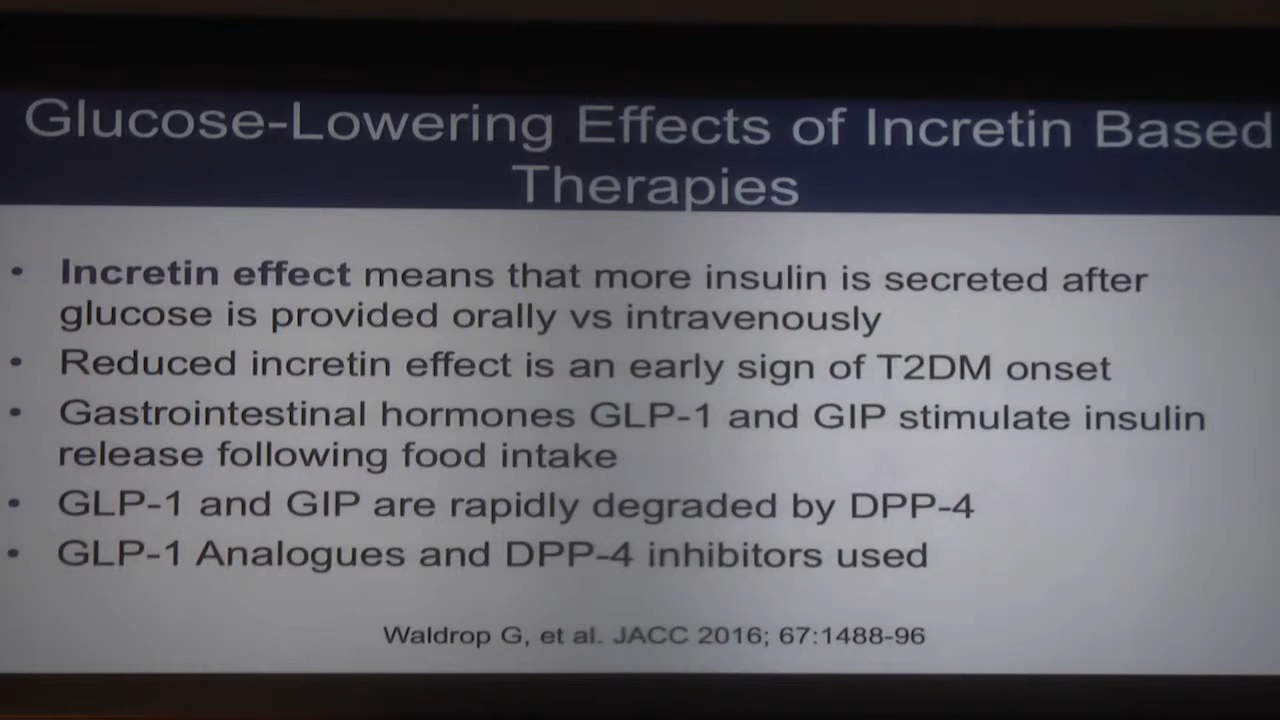 Glucose-Lowering Effects of Incretin Based
Therapies
• Incretin effect means that more insulin is secreted after
glucose is provided orally vs intravenously
• Reduced incretin effect is an early sign of T2DM onset
• Gastrointestinal hormones GLP-1 and GIP stimulate insulin
release following food intake
• GLP-1 and GIP are rapidly degraded by DPP-4
• GLP-1 Analogues and DPP-4 inhibitors used
Waldrop G, et al. JACC 2016; 67:1488-96